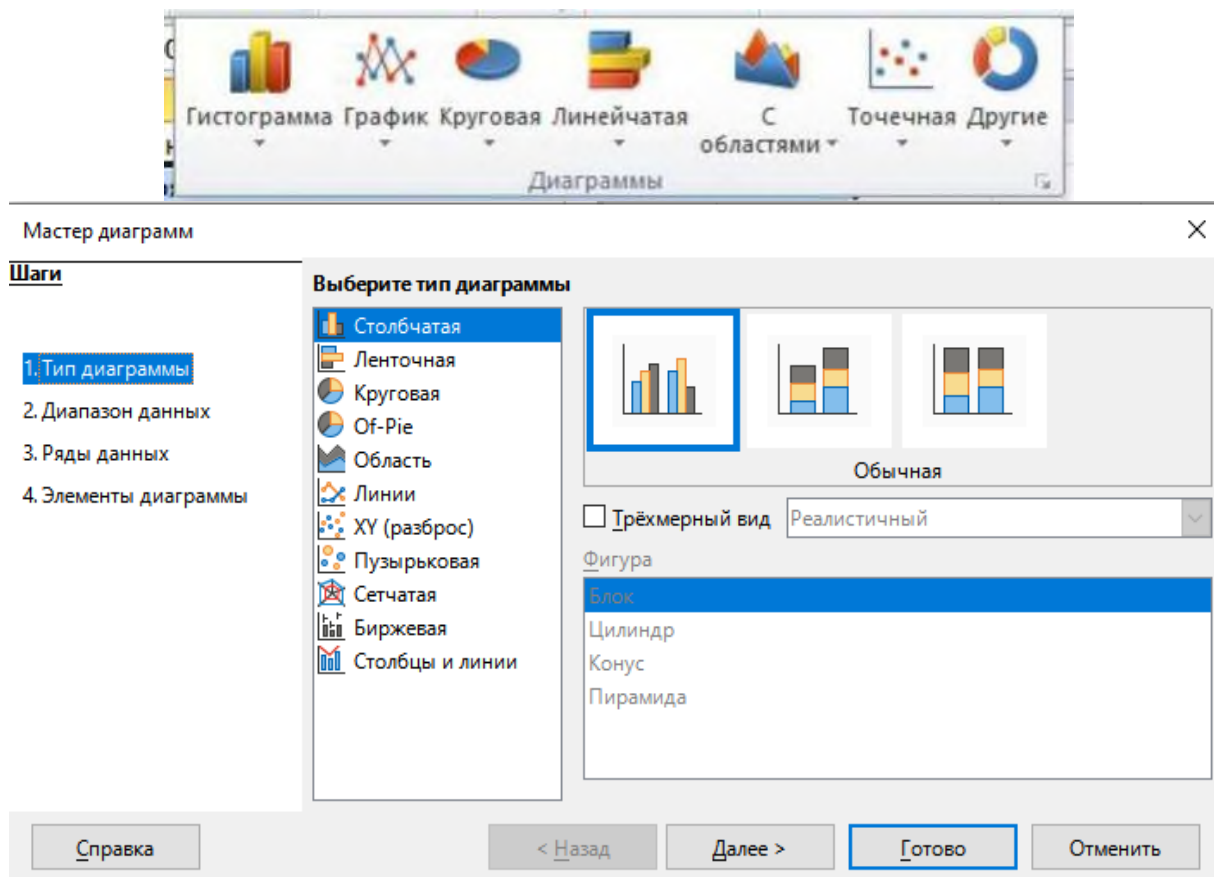 Гистограмма График Круговая Линейчатая С областями Точечная Другие
Диаграммы
Мастер диаграмм
Шаги
1. Тип диаграммы
2. Диапазон данных
3. Ряды данных
4. Элементы диаграммы
Выберите тип диаграммы
Столбчатая
Ленточная
Круговая
Of-Pie
Область
Линии
XY (разброс)
Пузырьковая
Сетчатая
Биржевая
Столбцы и линии
Обычная
Трёхмерный вид Реалистичный
Фигура
Блок
Цилиндр
Конус
Пирамида
Справка < Назад Далее > Готово Отменить